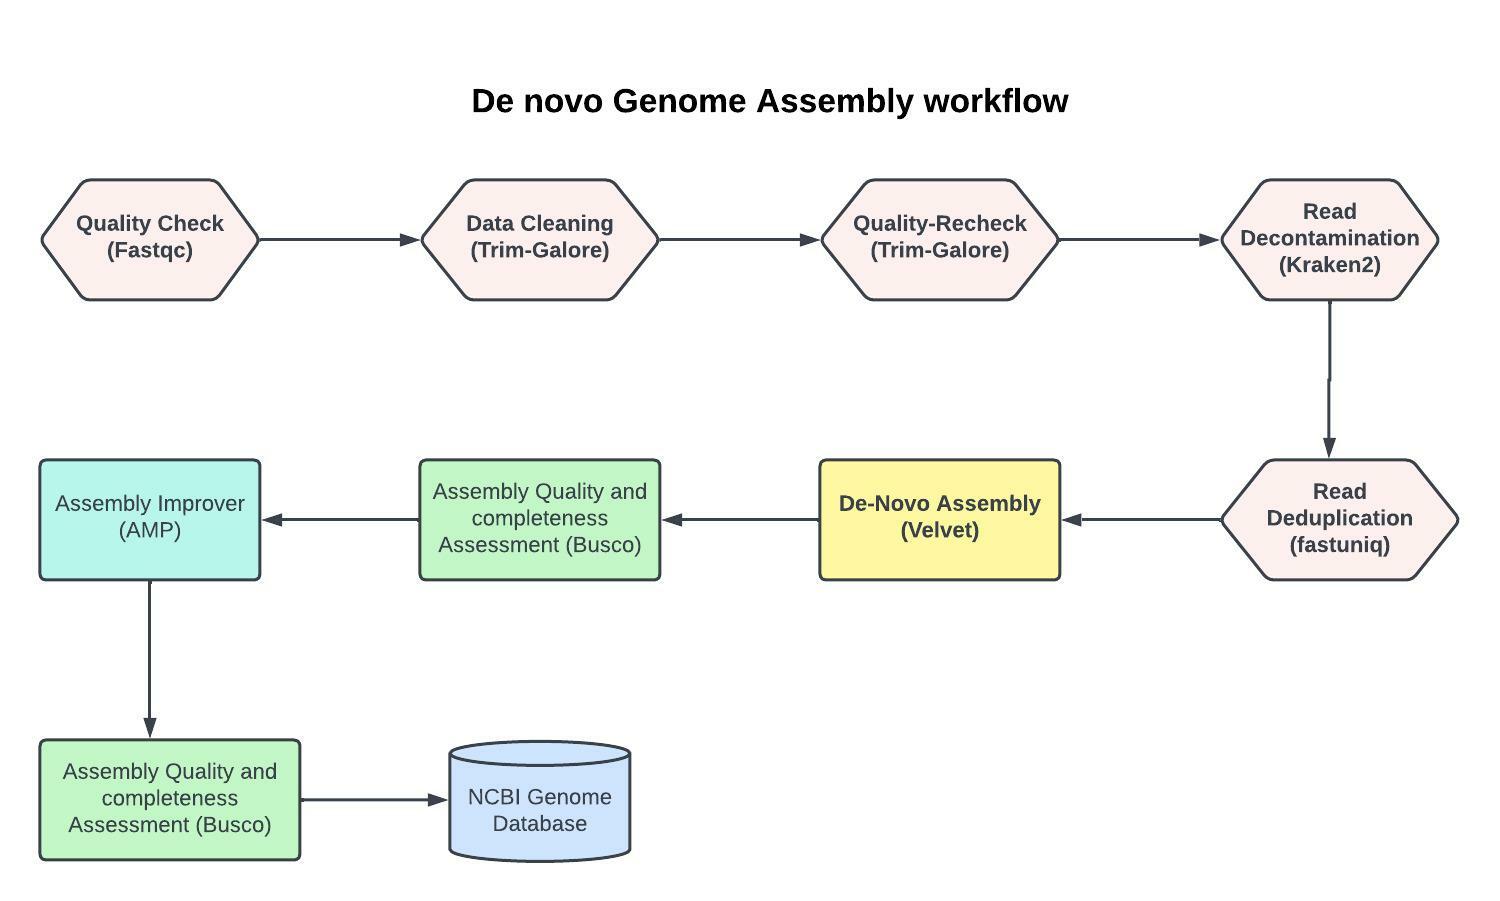 De novo Genome Assembly workflow
Quality Check
(Fastqc)
Data Cleaning
(Trim-Galore)
Quality-Recheck
(Trim-Galore)
Read
Decontamination
(Kraken2)
Read
Deduplication
(fastuniq)
De-Novo Assembly
(Velvet)
Assembly Quality and
completeness
Assessment (Busco)
Assembly Improver
(AMP)
Assembly Quality and
completeness
Assessment (Busco)
NCBI Genome
Database